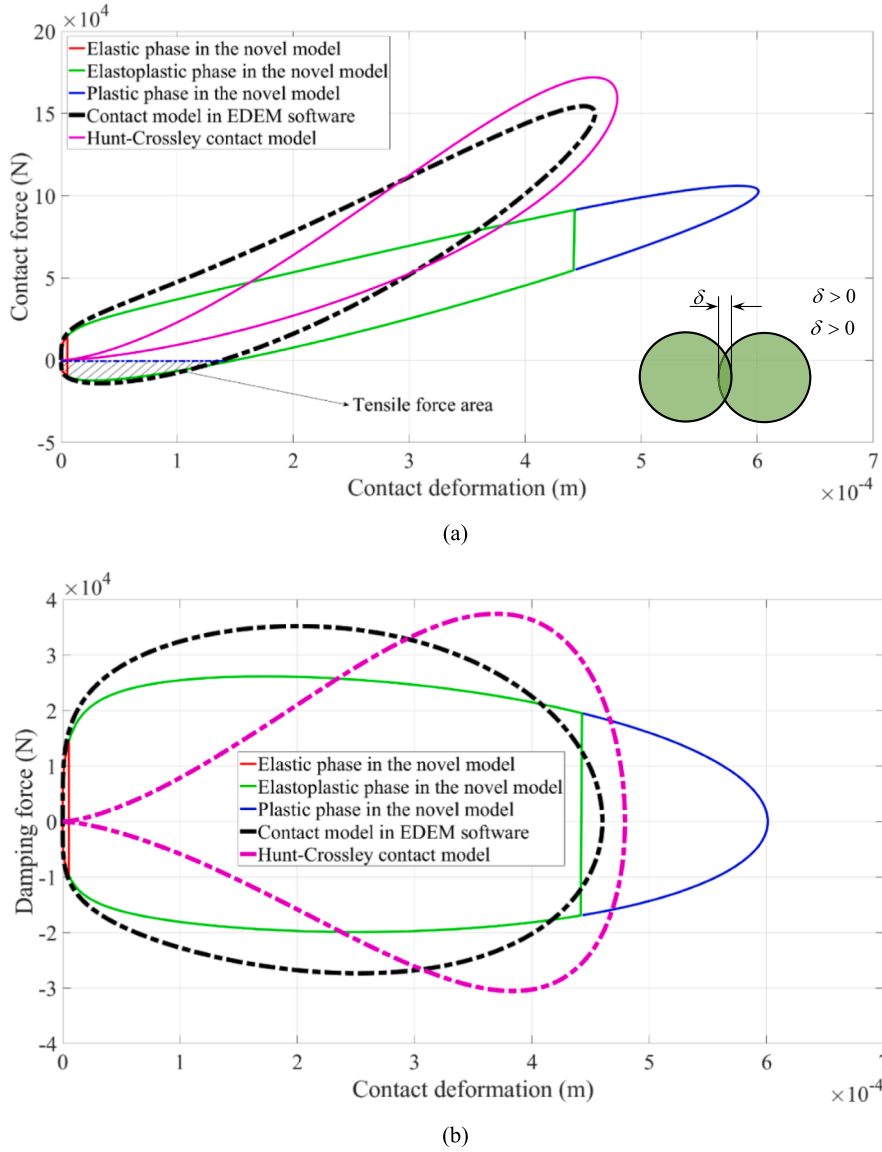 ×10⁴
20
15
10
5
0
-5
Contact force (N)
Elastic phase in the novel model
Elastoplastic phase in the novel model
Plastic phase in the novel model
Contact model in EDEM software
Hunt-Crossley contact model
δ
δ > 0
δ > 0
Tensile force area
0 1 2 3 4 5 6 7
Contact deformation (m)
×10⁻⁴
(a)
×10⁴
4
3
2
1
0
-1
-2
-3
-4
Damping force (N)
Elastic phase in the novel model
Elastoplastic phase in the novel model
Plastic phase in the novel model
Contact model in EDEM software
Hunt-Crossley contact model
0 1 2 3 4 5 6 7
Contact deformation (m)
×10⁻⁴
(b)